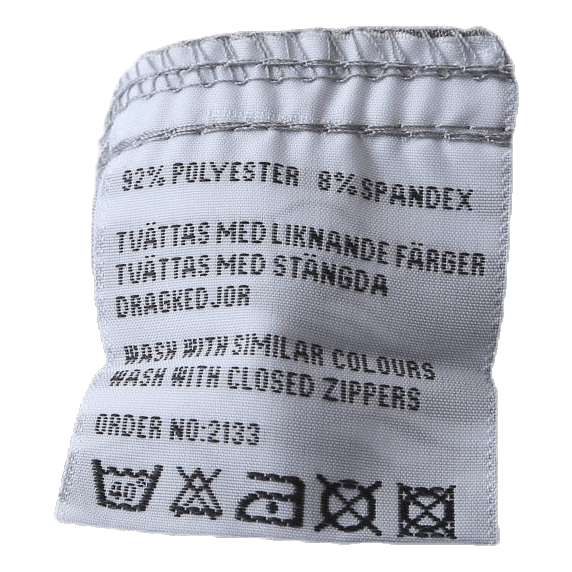 92% POLYESTER 8%SPANDEX
TVÄTTAS MED LIKNANDE FÄRGER
TVÄTTAS MED STÄNGDA
DRAGKEDJOR
WASH WITH SIMILAR COLOURS
WASH WITH CLOSED ZIPPERS
ORDER NO:2133
40°